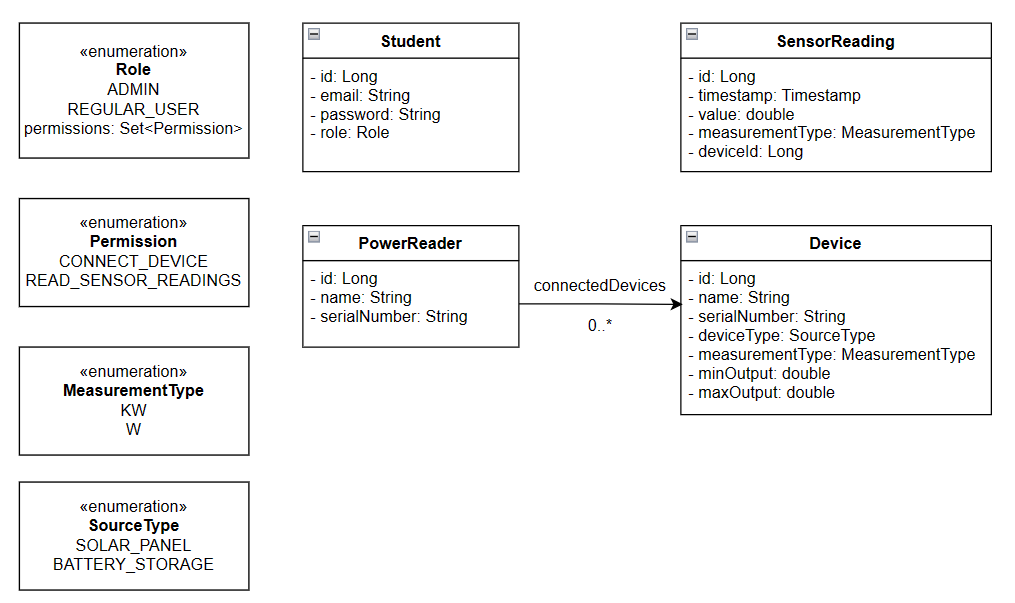 «enumeration»
Role
ADMIN
REGULAR_USER
permissions: Set<Permission>
«enumeration»
Permission
CONNECT_DEVICE
READ_SENSOR_READINGS
«enumeration»
MeasurementType
KW
W
«enumeration»
SourceType
SOLAR_PANEL
BATTERY_STORAGE
Student
- id: Long
- email: String
- password: String
- role: Role
PowerReader
- id: Long
- name: String
- serialNumber: String
connectedDevices
0..*
SensorReading
- id: Long
- timestamp: Timestamp
- value: double
- measurementType: MeasurementType
- deviceId: Long
Device
- id: Long
- name: String
- serialNumber: String
- deviceType: SourceType
- measurementType: MeasurementType
- minOutput: double
- maxOutput: double